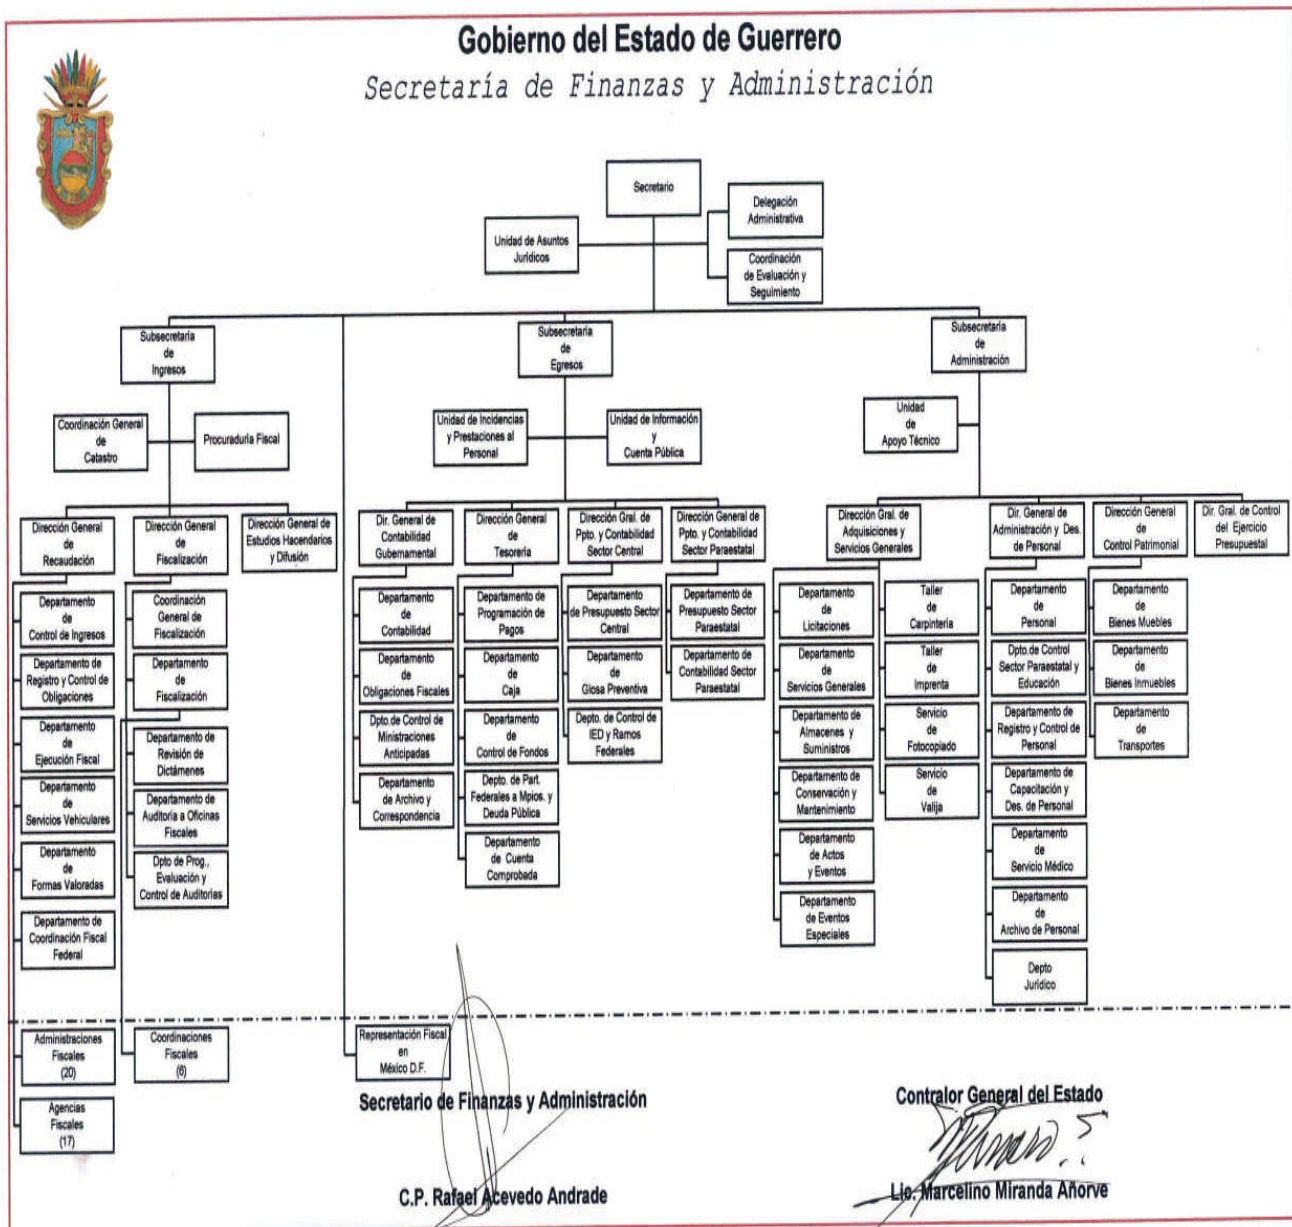 Gobierno del Estado de Guerrero
Secretaría de Finanzas y Administración
Secretario
Delegación
Administrativa
Unidad de Asuntos
Jurídicos
Coordinación
de Evaluación y
Seguimiento
Subsecretaría
de
Ingresos
Subsecretaría
de
Egresos
Subsecretaría
de
Administración
Coordinación General
de
Catastro
Procuraduría Fiscal
Unidad de Incidencias
y Prestaciones al
Personal
Unidad de Información
y
Cuenta Pública
Unidad
de
Apoyo Técnico
Dirección General
de
Recaudación
Dirección General
de
Fiscalización
Dirección General de
Estudios Hacendarios
y Difusión
Dir. General de
Contabilidad
Gubernamental
Dirección General
de
Tesorería
Dirección Gral. de
Ppto. y Contabilidad
Sector Central
Dirección General de
Ppto. y Contabilidad
Sector Paraestatal
Dirección Gral. de
Adquisiciones y
Servicios Generales
Dir. General de
Administración y Des.
de Personal
Dirección General
de
Control Patrimonial
Dir. Gral. de Control
del Ejercicio
Presupuestal
Departamento
de
Control de Ingresos
Departamento de
Registro y Control de
Obligaciones
Departamento
de
Ejecución Fiscal
Departamento
de
Servicios Vehiculares
Departamento
de
Formas Valoradas
Departamento de
Coordinación Fiscal
Federal
Coordinación
General de
Fiscalización
Departamento
de
Fiscalización
Departamento de
Revisión de
Dictámenes
Departamento de
Auditoría a Oficinas
Fiscales
Dpto de Prog.,
Evaluación y
Control de Auditorías
Departamento
de
Contabilidad
Departamento
de
Obligaciones Fiscales
Dpto.de Control de
Ministraciones
Anticipadas
Departamento
de Archivo y
Correspondencia
Departamento de
Programación de
Pagos
Departamento
de
Caja
Departamento
de
Control de Fondos
Depto. de Part.
Federales a Mpios. y
Deuda Pública
Departamento
de Cuenta
Comprobada
Departamento
de Presupuesto Sector
Central
Departamento
de
Glosa Preventiva
Depto. de Control de
IED y Ramos
Federales
Departamento de
Presupuesto Sector
Paraestatal
Departamento de
Contabilidad Sector
Paraestatal
Departamento
de
Licitaciones
Departamento
de
Servicios Generales
Departamento de
Almacenes y
Suministros
Departamento de
Conservación y
Mantenimiento
Departamento
de Actos
y Eventos
Departamento
de Eventos
Especiales
Taller
de
Carpintería
Taller
de
Imprenta
Servicio
de
Fotocopiado
Servicio
de
Valija
Departamento
de
Personal
Dpto.de Control
Sector Paraestatal y
Educación
Departamento de
Registro y Control de
Personal
Departamento de
Capacitación y
Des. de Personal
Departamento
de
Servicio Médico
Departamento
de
Archivo de Personal
Depto
Jurídico
Departamento
de
Bienes Muebles
Departamento
de
Bienes Inmuebles
Departamento
de
Transportes
Administraciones
Fiscales
(20)
Agencias
Fiscales
(17)
Coordinaciones
Fiscales
(6)
Representación Fiscal
en
México D.F.
Secretario de Finanzas y Administración
C.P. Rafael Acevedo Andrade
Contralor General del Estado
Lic. Marcelino Miranda Añorve